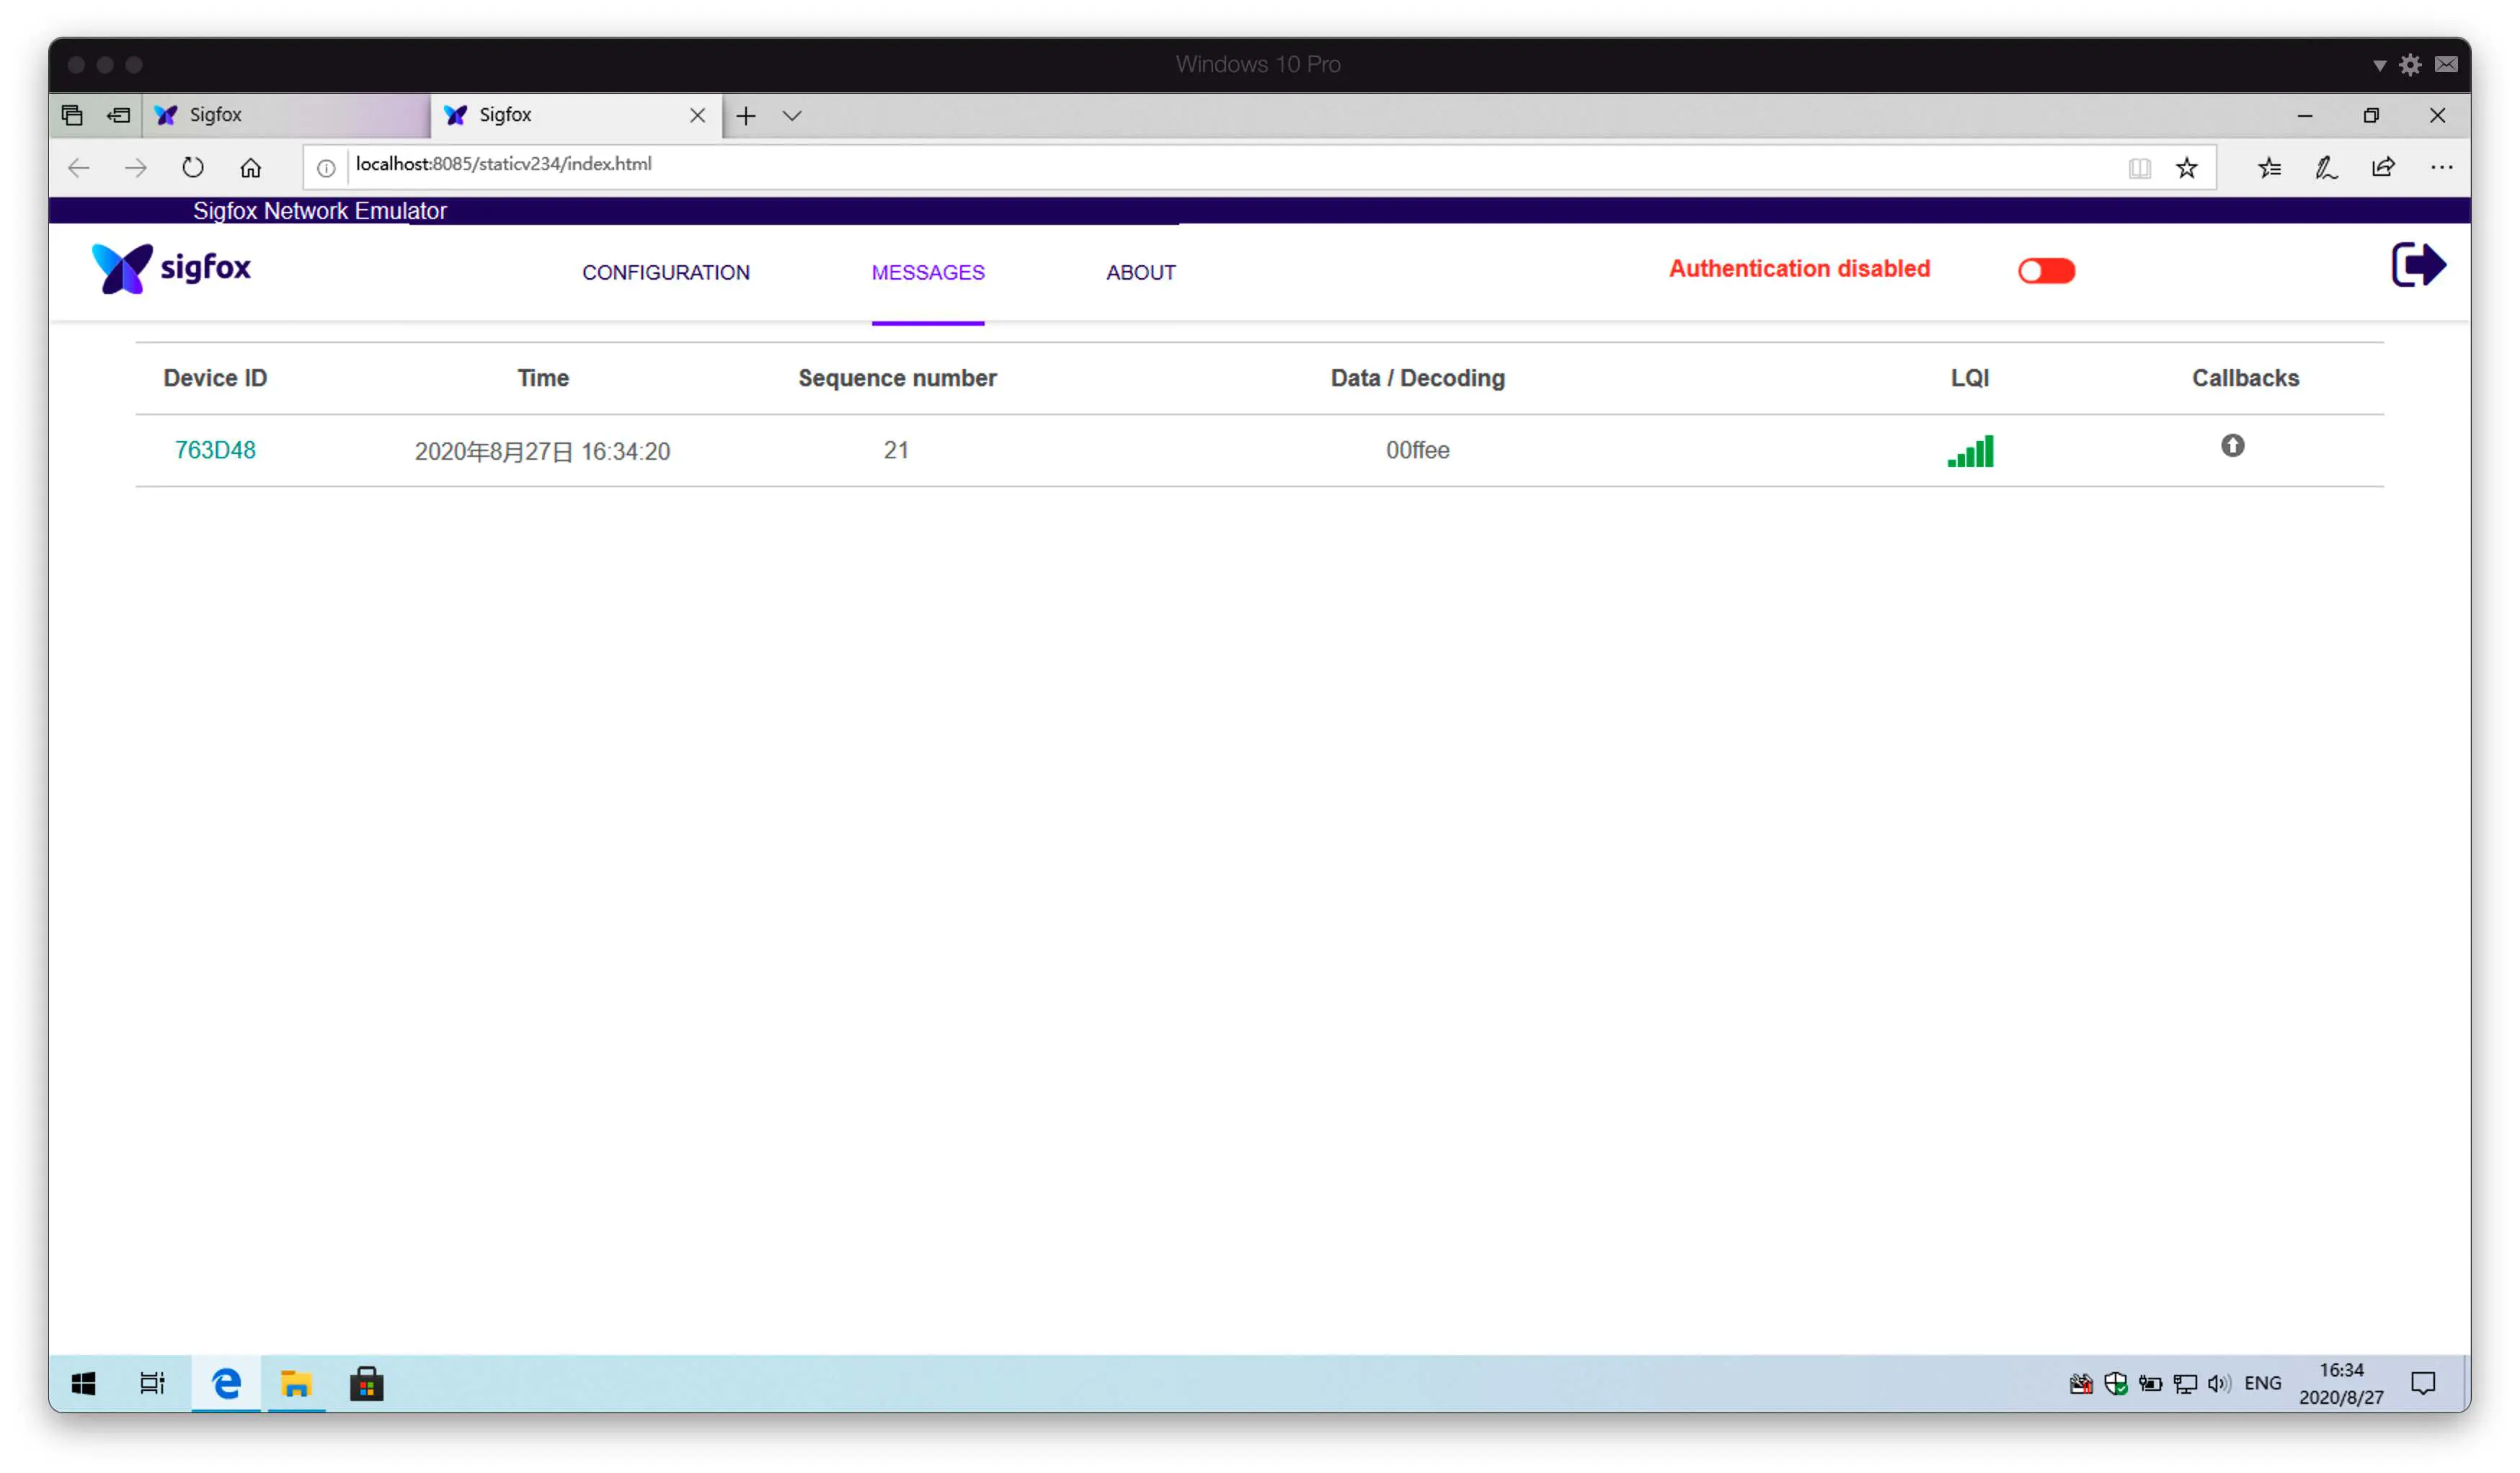 Windows 10 Pro
Sigfox
Sigfox
localhost:8085/staticv234/index.html
Sigfox Network Emulator
sigfox
CONFIGURATION
MESSAGES
ABOUT
Authentication disabled
Device ID
Time
Sequence number
Data / Decoding
LQI
Callbacks
763D48
2020年8月27日 16:34:20
21
00ffee
ENG
16:34
2020/8/27